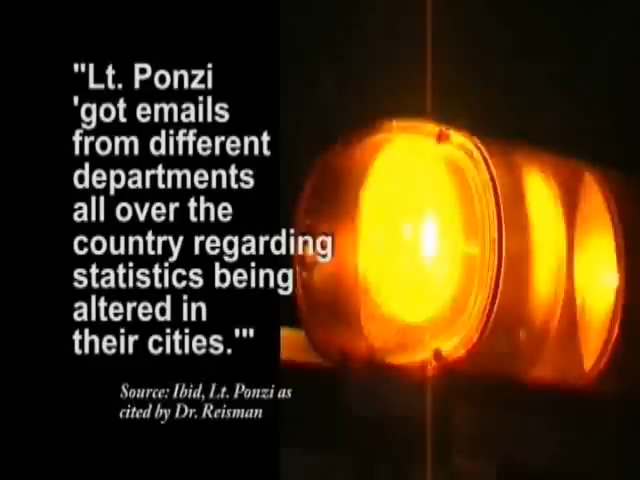 "Lt. Ponzi
'got emails
from different
departments
all over the
country regarding
statistics being
altered in
their cities.'"
Source: Ibid, Lt. Ponzi as
cited by Dr. Reisman